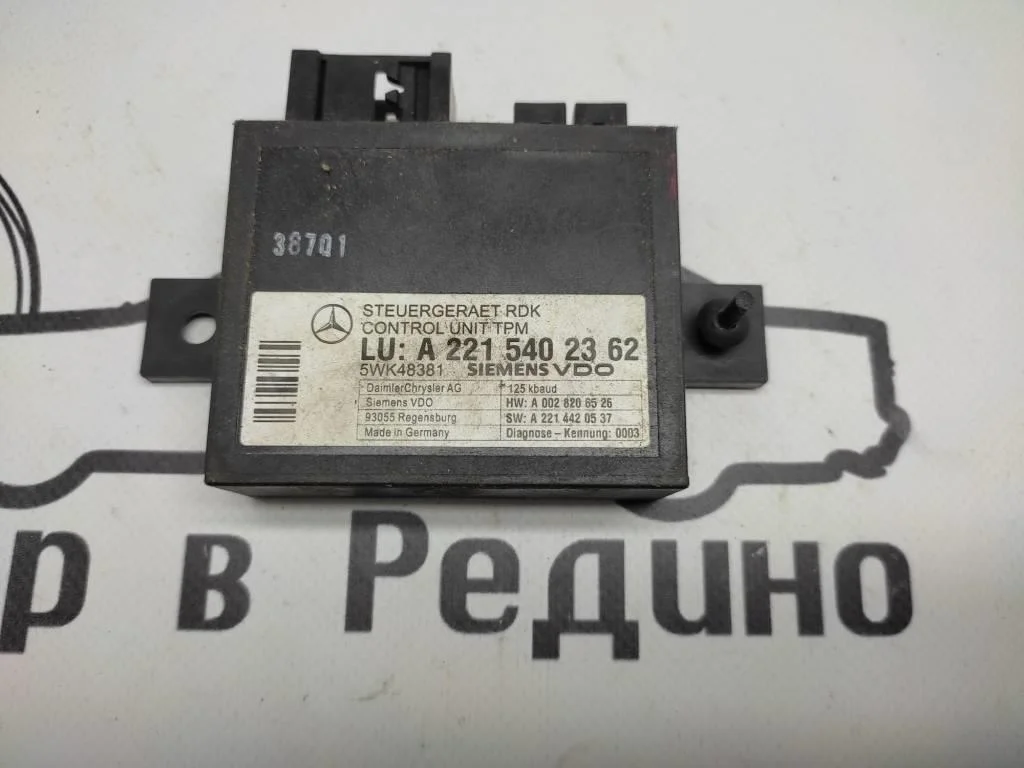 38701
STEUERGERAET RDK
CONTROL UNIT TPM
LU: A 221 540 23 62
5WK48381 SIEMENS VDO
DaimlerChrysler AG 125 kbaud
Siemens VDO HW: A 002 820 65 26
93055 Regensburg SW: A 221 442 05 37
Made in Germany Diagnose – Kennung: 0003
р в Редино